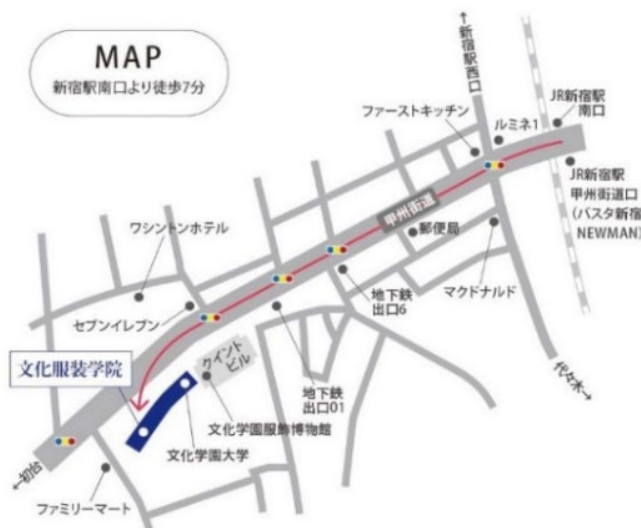 MAP
新宿駅南口より徒歩7分
←新宿駅西口
ファーストキッチン
ルミネ1
JR新宿駅
南口
JR新宿駅
甲州街道口
(バスタ新宿
NEWMAN)
甲州街道
郵便局
マクドナルド
ワシントンホテル
地下鉄
出口6
セブンイレブン
クイント
ビル
文化服装学院
地下鉄
出口01
代々木→
文化学園服飾博物館
文化学園大学
←初台
ファミリーマート